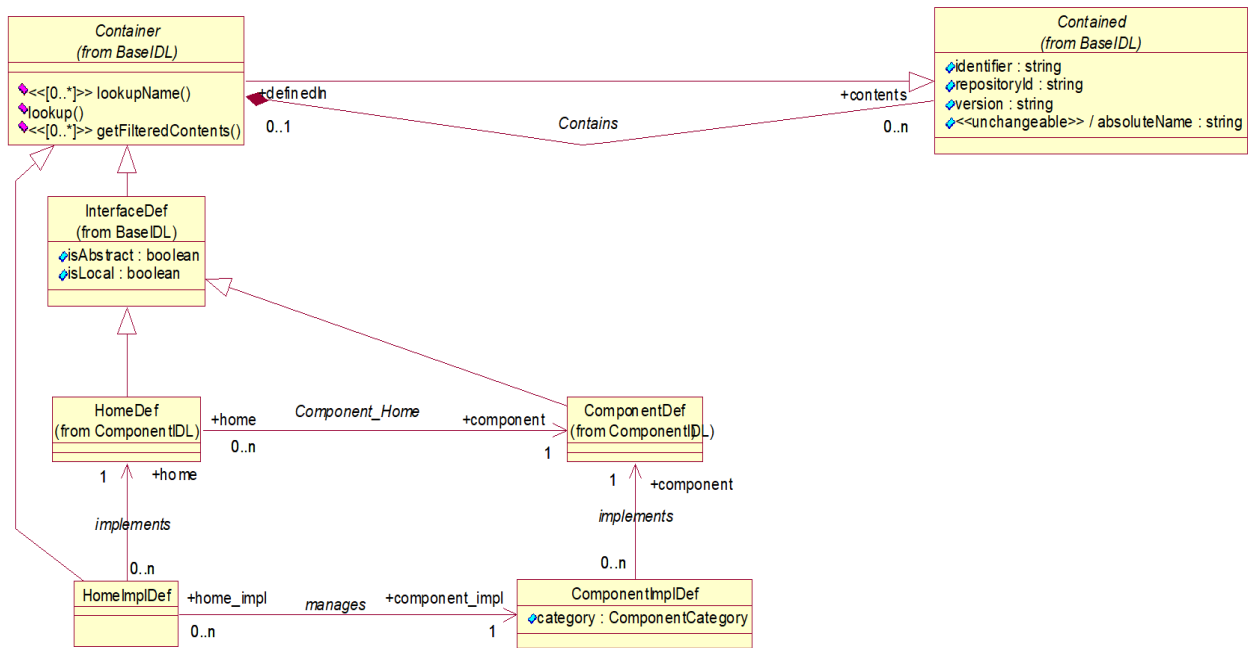 Container
(from BaseIDL)
<<[0..*]>> lookupName()
lookup()
<<[0..*]>> getFilteredContents()
Contained
(from BaseIDL)
identifier : string
repositoryId : string
version : string
<<unchangeable>> / absoluteName : string
+definedIn
+contents
0..1
Contains
0..n
InterfaceDef
(from BaseIDL)
isAbstract : boolean
isLocal : boolean
HomeDef
(from ComponentIDL)
+home
Component_Home
+component
0..n
1
ComponentDef
(from ComponentIDL)
1
+home
1
+component
implements
implements
0..n
0..n
HomeImplDef
+home_impl
manages
+component_impl
0..n
1
ComponentImplDef
category : ComponentCategory